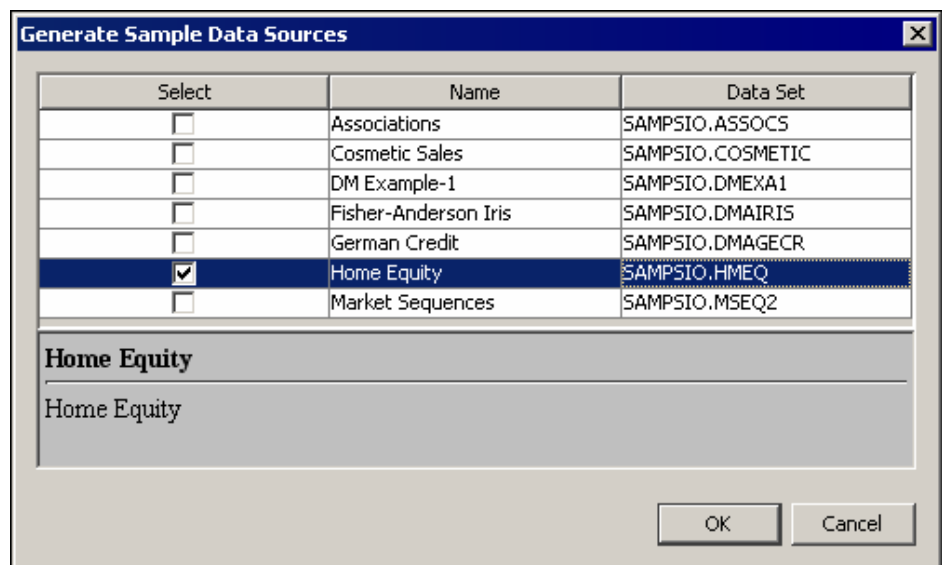 Generate Sample Data Sources
Select Name Data Set
Associations SAMPSIO.ASSOCS
Cosmetic Sales SAMPSIO.COSMETIC
DM Example-1 SAMPSIO.DMEXA1
Fisher-Anderson Iris SAMPSIO.DMAIRIS
German Credit SAMPSIO.DMAGECR
Home Equity SAMPSIO.HMEQ
Market Sequences SAMPSIO.MSEQ2
Home Equity
Home Equity
OK Cancel